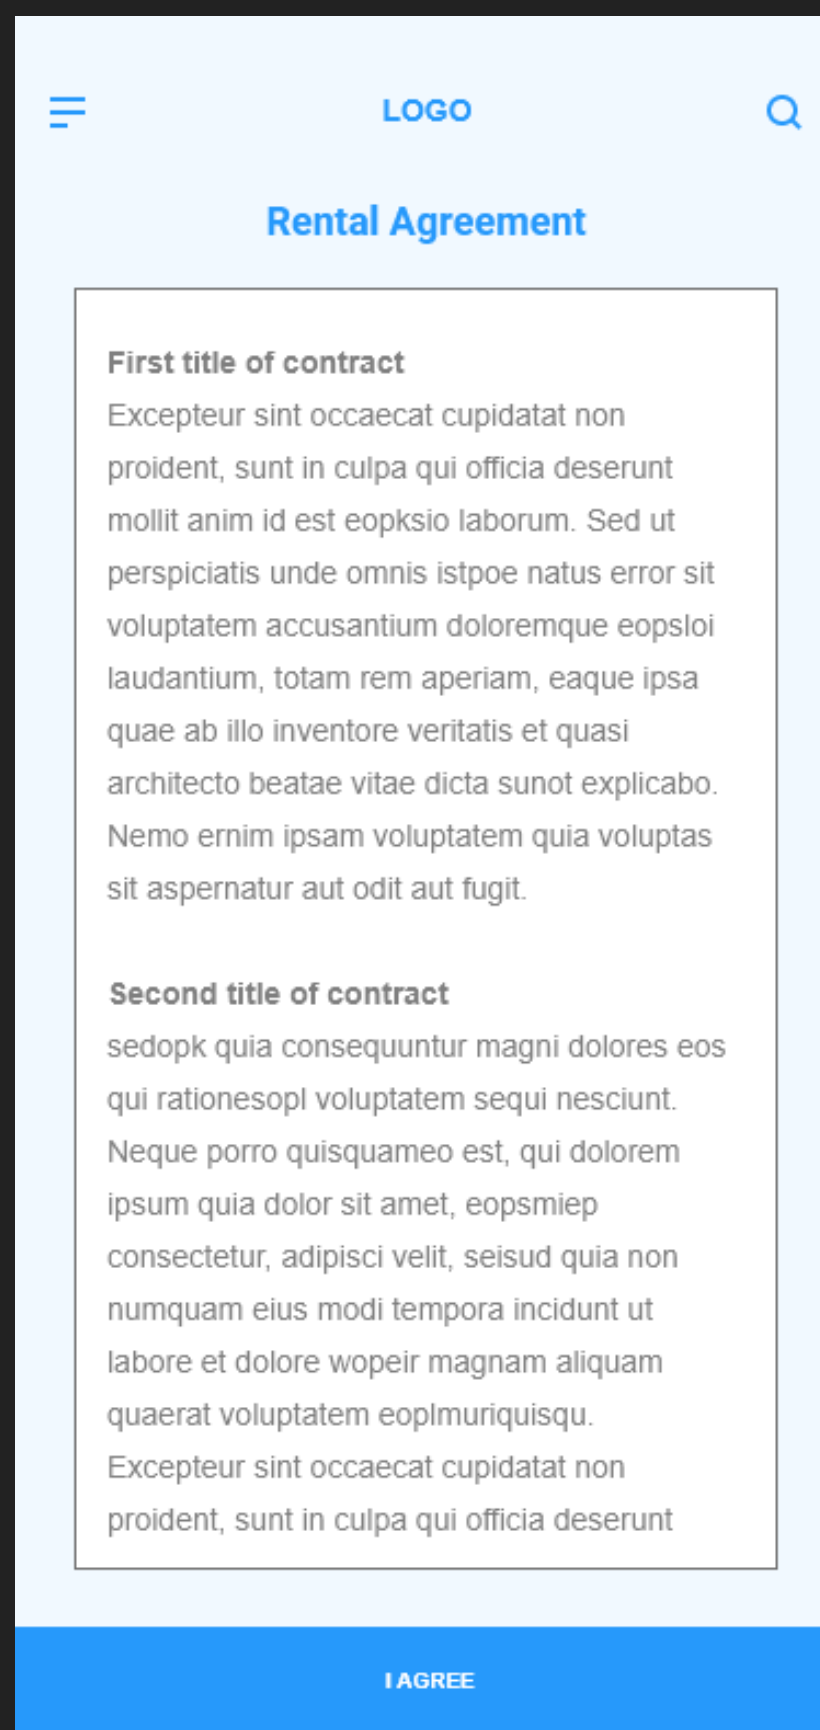 LOGO
Rental Agreement
First title of contract
Excepteur sint occaecat cupidatat non
proident, sunt in culpa qui officia deserunt
mollit anim id est eopksio laborum. Sed ut
perspiciatis unde omnis istpoe natus error sit
voluptatem accusantium doloremque eopsloi
laudantium, totam rem aperiam, eaque ipsa
quae ab illo inventore veritatis et quasi
architecto beatae vitae dicta sunot explicabo.
Nemo ernim ipsam voluptatem quia voluptas
sit aspernatur aut odit aut fugit.
Second title of contract
sedopk quia consequuntur magni dolores eos
qui rationesopl voluptatem sequi nesciunt.
Neque porro quisquameo est, qui dolorem
ipsum quia dolor sit amet, eopsmiep
consectetur, adipisci velit, seisud quia non
numquam eius modi tempora incidunt ut
labore et dolore wopeir magnam aliquam
quaerat voluptatem eoplmuriquisqu.
Excepteur sint occaecat cupidatat non
proident, sunt in culpa qui officia deserunt
I AGREE